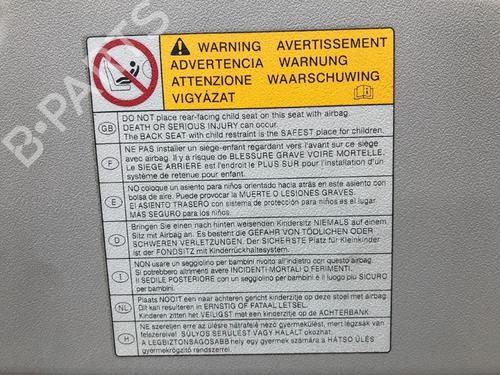 B-PARTS
WARNING AVERTISSEMENT
ADVERTENCIA WARNUNG
ATTENZIONE WAARSCHUWING
VIGYÁZAT
GB
DO NOT place rear-facing child seat on this seat with airbag.
DEATH OR SERIOUS INJURY can occur.
The BACK SEAT with child restraint is the SAFEST place for children.
F
NE PAS installer un siege-enfant regardant vers l'avant sur ce siège
avec airbag. Il y a risque de BLESSURE GRAVE VOIRE MORTELLE.
Le SIEGE ARRIERE est l'endroit le PLUS SUR pour l'installation d'un
système de retenue pour enfant.
E
NO coloque un asiento para niños orientado hacia atrás en este asiento con
bolsa de aire. Puede provocar la MUERTE O LESIONES GRAVES.
El ASIENTO TRASERO con sistema de protección para niños es el lugar
MAS SEGURO para los niños.
D
Bringen Sie einen nach hinten weisenden Kindersitz NIEMALS auf einem
Sitz mit Airbag an. Es besteht die GEFAHR VON TÖDLICHEN ODER
SCHWEREN VERLETZUNGEN. Der SICHERSTE Platz für Kleinkinder
ist der FONDSITZ mit Kinderrückhaltesystem.
I
NON usare un seggiolino per bambini rivolto all'indietro con questo airbag.
Si potrebbero altrimenti avere INCIDENTI MORTALI O FERIMENTI.
Il SEDILE POSTERIORE con un seggiolino per bambini è il luogo più SICURO
per bambini.
NL
Plaats NOOIT een naar achteren gericht kinderzitje op deze stoel met airbag.
Dit kan resulteren in ERNSTIG OF FATAAL LETSEL.
Kinderen zitten het VEILIGST met een kinderzitje op de ACHTERBANK.
H
NE szereljen erre az ülésre hátrafelé néző gyermekülést, mert légzsák van
felszerelve! SÚLYOS SERÜLÉST VAGY HALÁLT okozhat.
A LEGBIZTONSÁGOSABB hely egy gyermek számára a HÁTSÓ ÜLÉS
gyermekrögzítő rendszerrel.